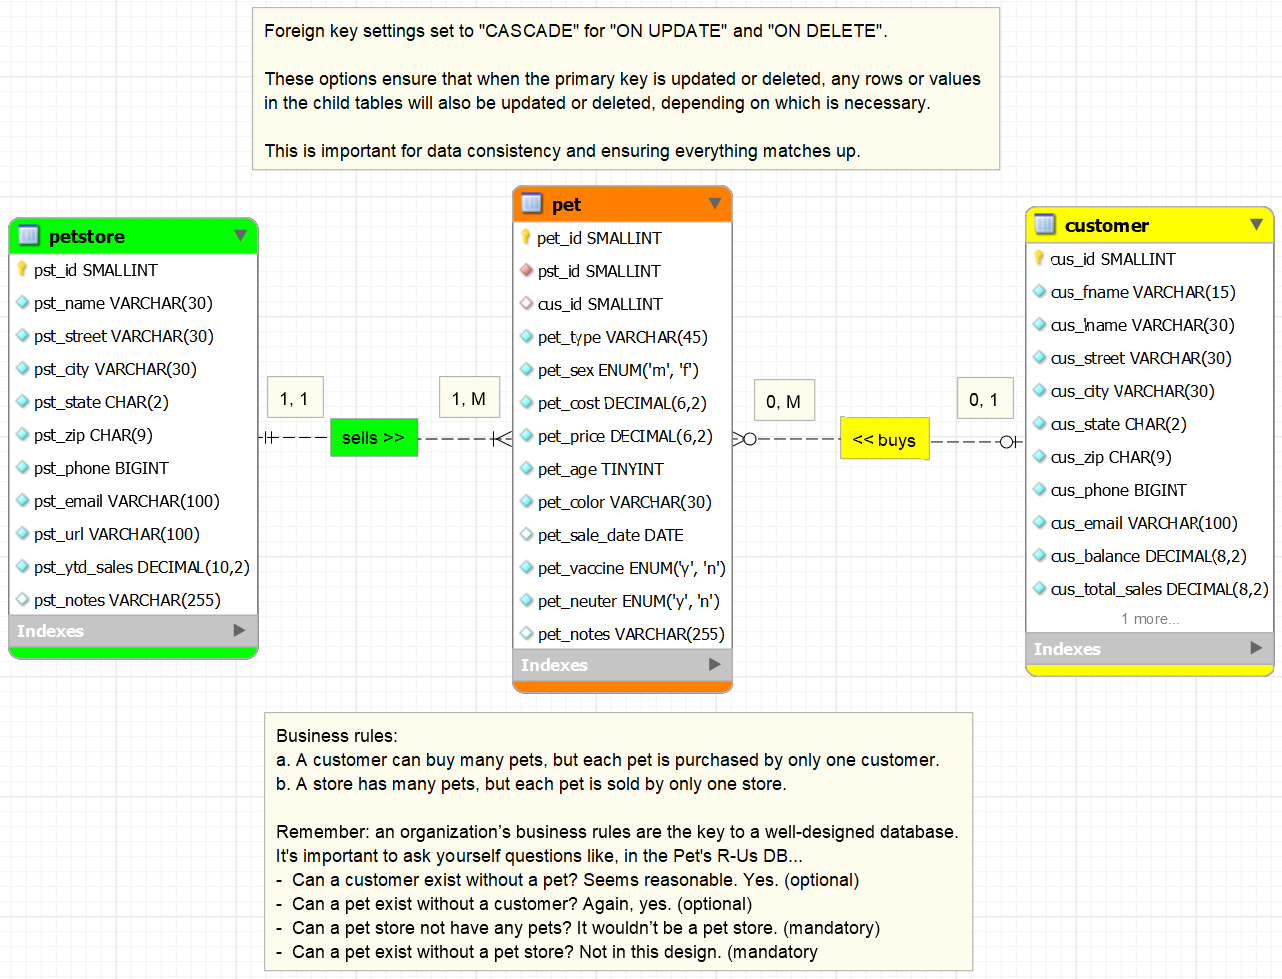 Foreign key settings set to "CASCADE" for "ON UPDATE" and "ON DELETE".
These options ensure that when the primary key is updated or deleted, any rows or values
in the child tables will also be updated or deleted, depending on which is necessary.
This is important for data consistency and ensuring everything matches up.
petstore
pst_id SMALLINT
pst_name VARCHAR(30)
pst_street VARCHAR(30)
pst_city VARCHAR(30)
pst_state CHAR(2)
pst_zip CHAR(9)
pst_phone BIGINT
pst_email VARCHAR(100)
pst_url VARCHAR(100)
pst_ytd_sales DECIMAL(10,2)
pst_notes VARCHAR(255)
Indexes
1, 1
sells >>
1, M
pet
pet_id SMALLINT
pst_id SMALLINT
cus_id SMALLINT
pet_type VARCHAR(45)
pet_sex ENUM('m', 'f')
pet_cost DECIMAL(6,2)
pet_price DECIMAL(6,2)
pet_age TINYINT
pet_color VARCHAR(30)
pet_sale_date DATE
pet_vaccine ENUM('y', 'n')
pet_neuter ENUM('y', 'n')
pet_notes VARCHAR(255)
Indexes
0, M
<< buys
0, 1
customer
cus_id SMALLINT
cus_fname VARCHAR(15)
cus_lname VARCHAR(30)
cus_street VARCHAR(30)
cus_city VARCHAR(30)
cus_state CHAR(2)
cus_zip CHAR(9)
cus_phone BIGINT
cus_email VARCHAR(100)
cus_balance DECIMAL(8,2)
cus_total_sales DECIMAL(8,2)
1 more...
Indexes
Business rules:
a. A customer can buy many pets, but each pet is purchased by only one customer.
b. A store has many pets, but each pet is sold by only one store.
Remember: an organization’s business rules are the key to a well-designed database.
It's important to ask yourself questions like, in the Pet's R-Us DB...
- Can a customer exist without a pet? Seems reasonable. Yes. (optional)
- Can a pet exist without a customer? Again, yes. (optional)
- Can a pet store not have any pets? It wouldn’t be a pet store. (mandatory)
- Can a pet exist without a pet store? Not in this design. (mandatory